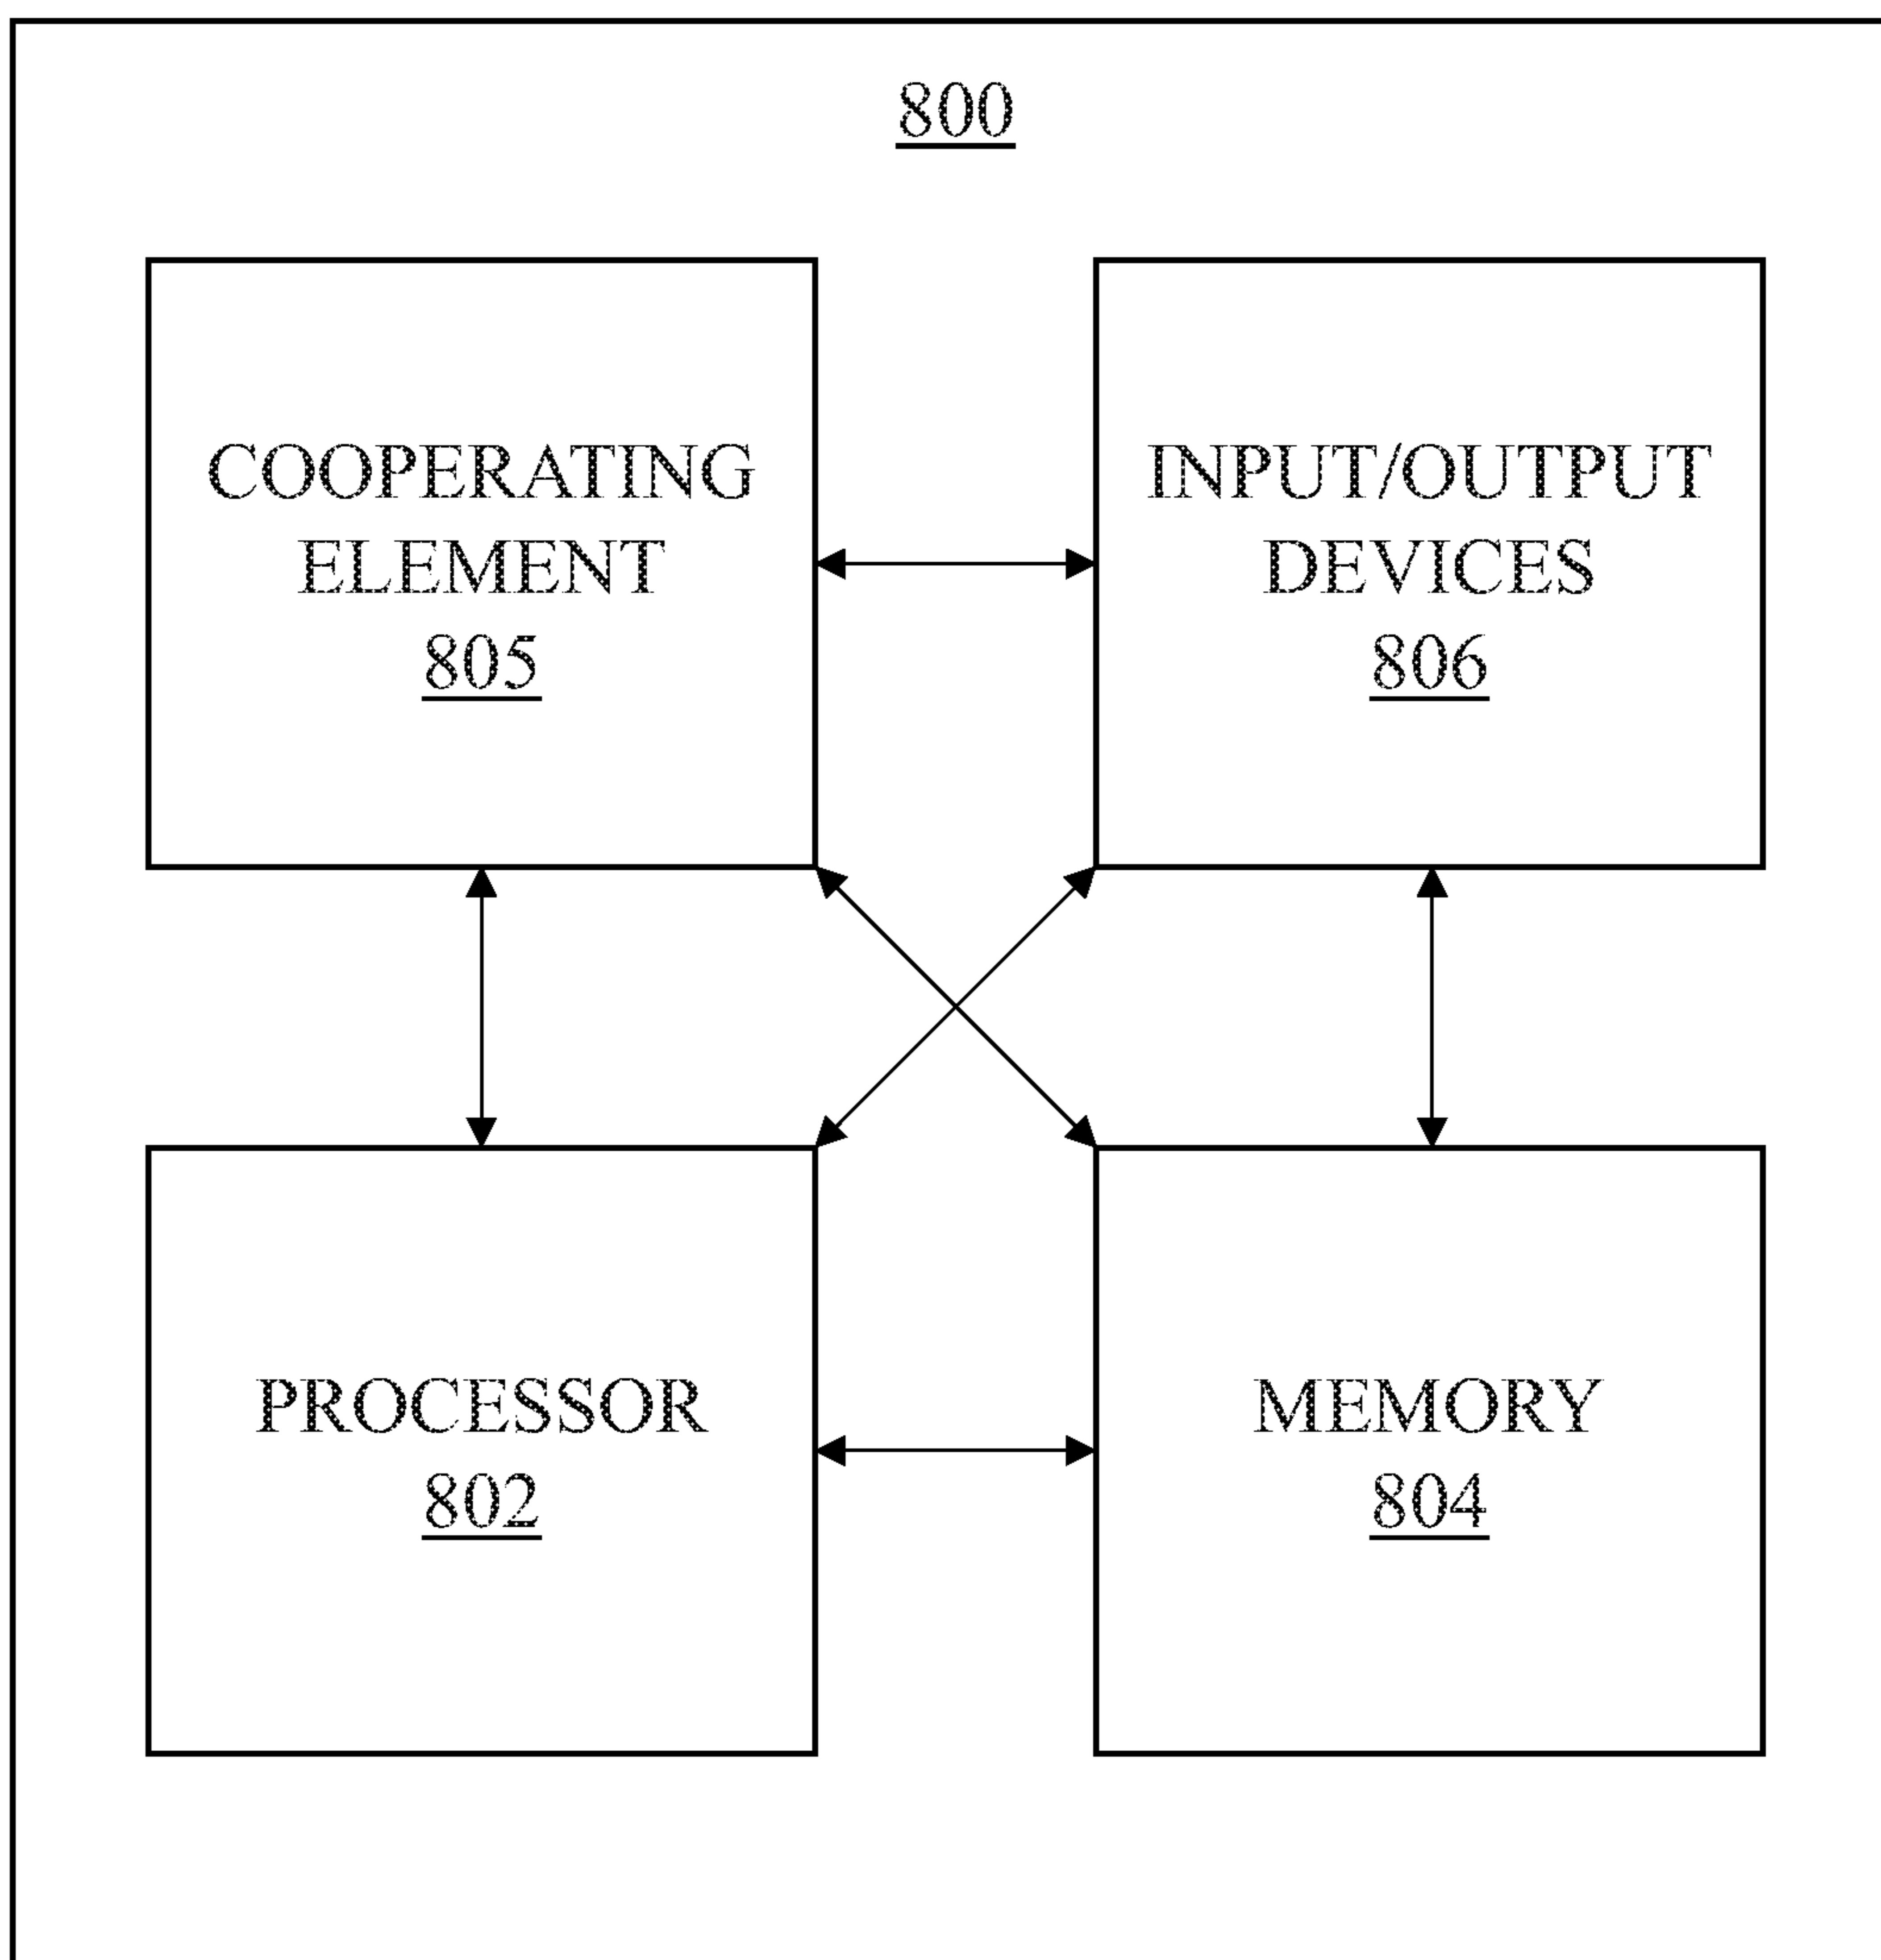 800
COOPERATING
ELEMENT
805
INPUT/OUTPUT
DEVICES
806
PROCESSOR
802
MEMORY
804